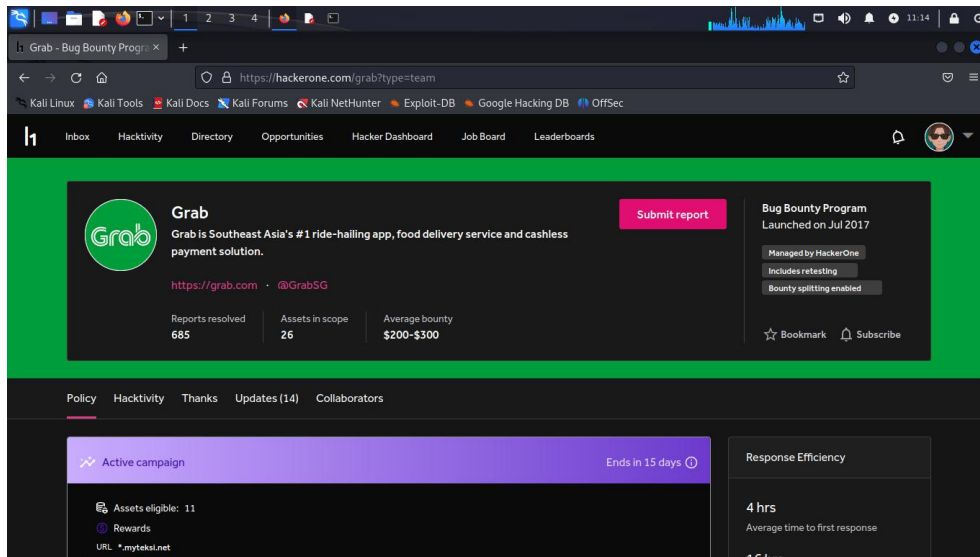 1 2 3 4
11:14
Grab - Bug Bounty Progra
https://hackerone.com/grab?type=team
Kali Linux Kali Tools Kali Docs Kali Forums Kali NetHunter Exploit-DB Google Hacking DB OffSec
h1 Inbox Hacktivity Directory Opportunities Hacker Dashboard Job Board Leaderboards
Grab
Grab
Grab is Southeast Asia's #1 ride-hailing app, food delivery service and cashless
payment solution.
https://grab.com · @GrabSG
Reports resolved Assets in scope Average bounty
685 26 $200-$300
Submit report
Bug Bounty Program
Launched on Jul 2017
Managed by HackerOne
Includes retesting
Bounty splitting enabled
Bookmark Subscribe
Policy Hacktivity Thanks Updates (14) Collaborators
Active campaign Ends in 15 days
Assets eligible: 11
Rewards
URL *.myteksi.net
Response Efficiency
4 hrs
Average time to first response